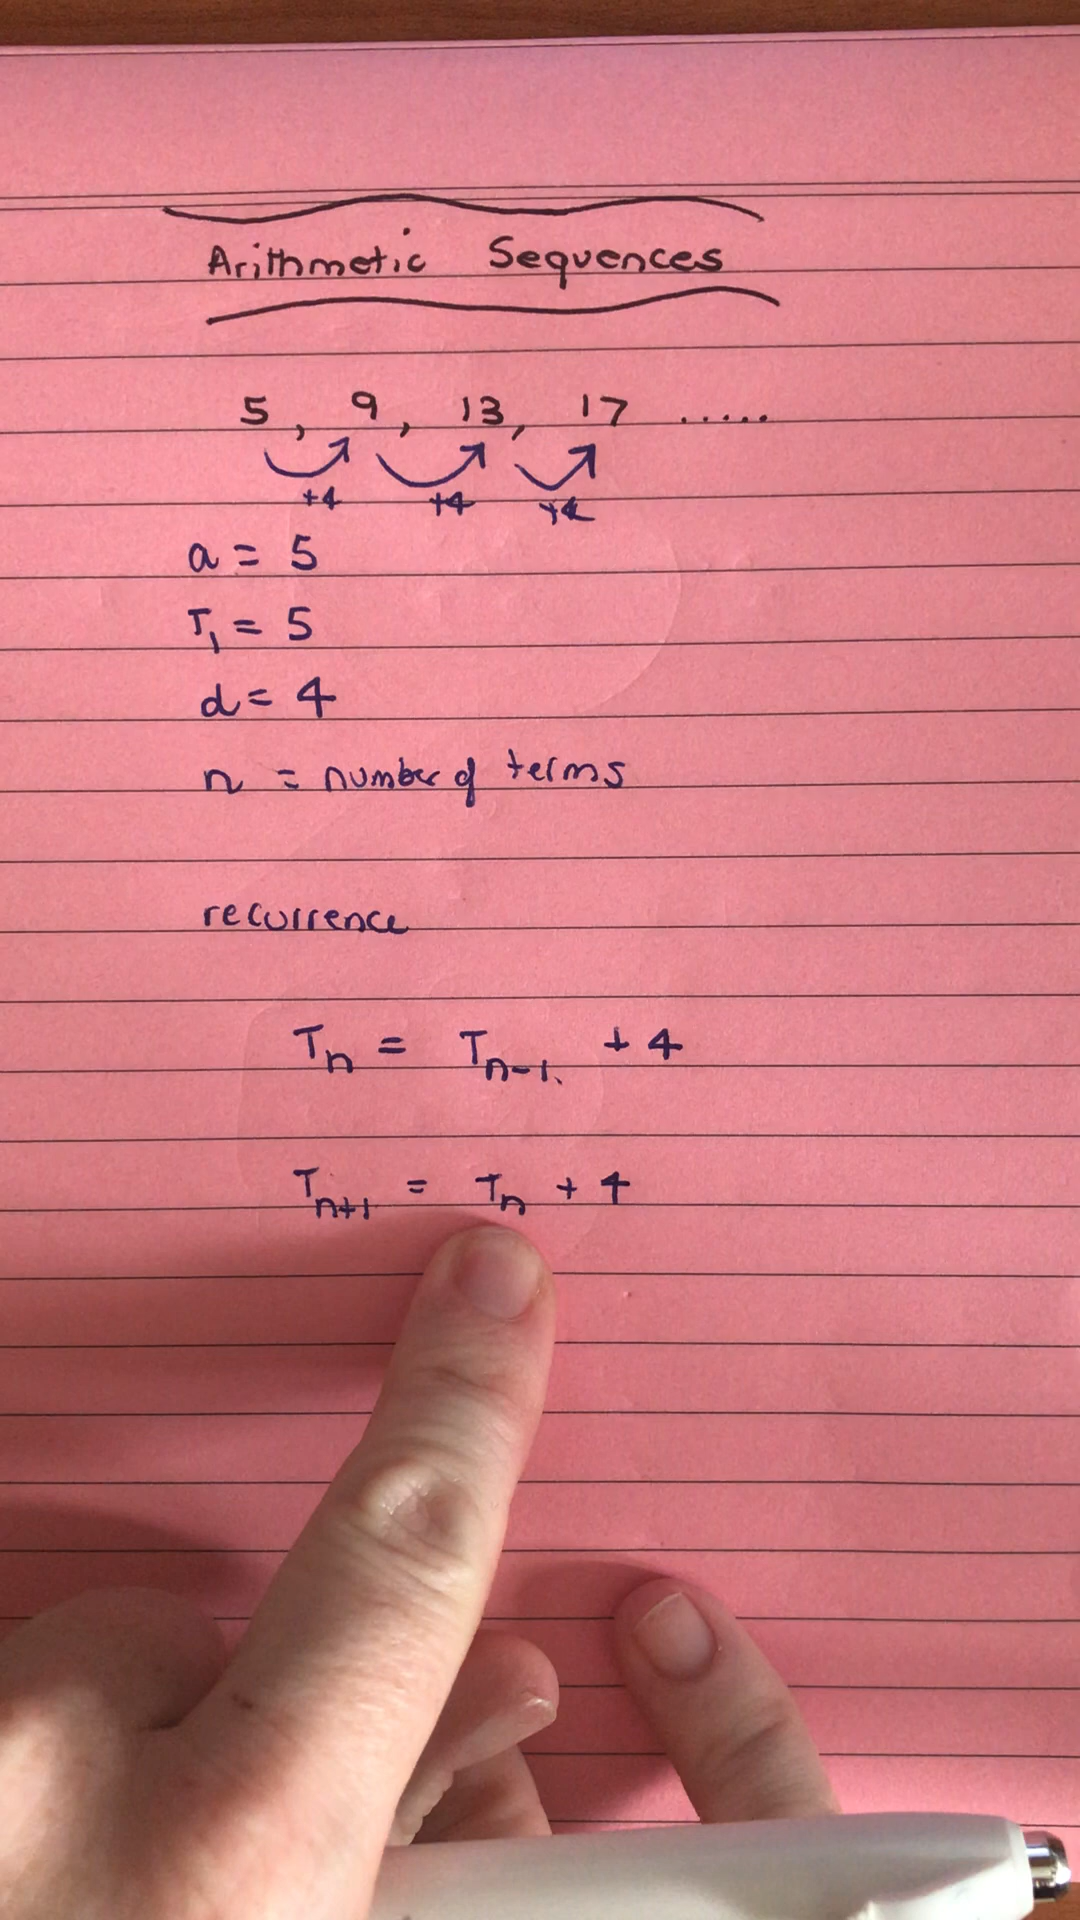 Arithmetic Sequences
5, 9, 13, 17 .....
+4 +4 +4
a = 5
T₁ = 5
d = 4
n = number of terms
recurrence
Tₙ = Tₙ₋₁ + 4
Tₙ₊₁ = Tₙ + 4